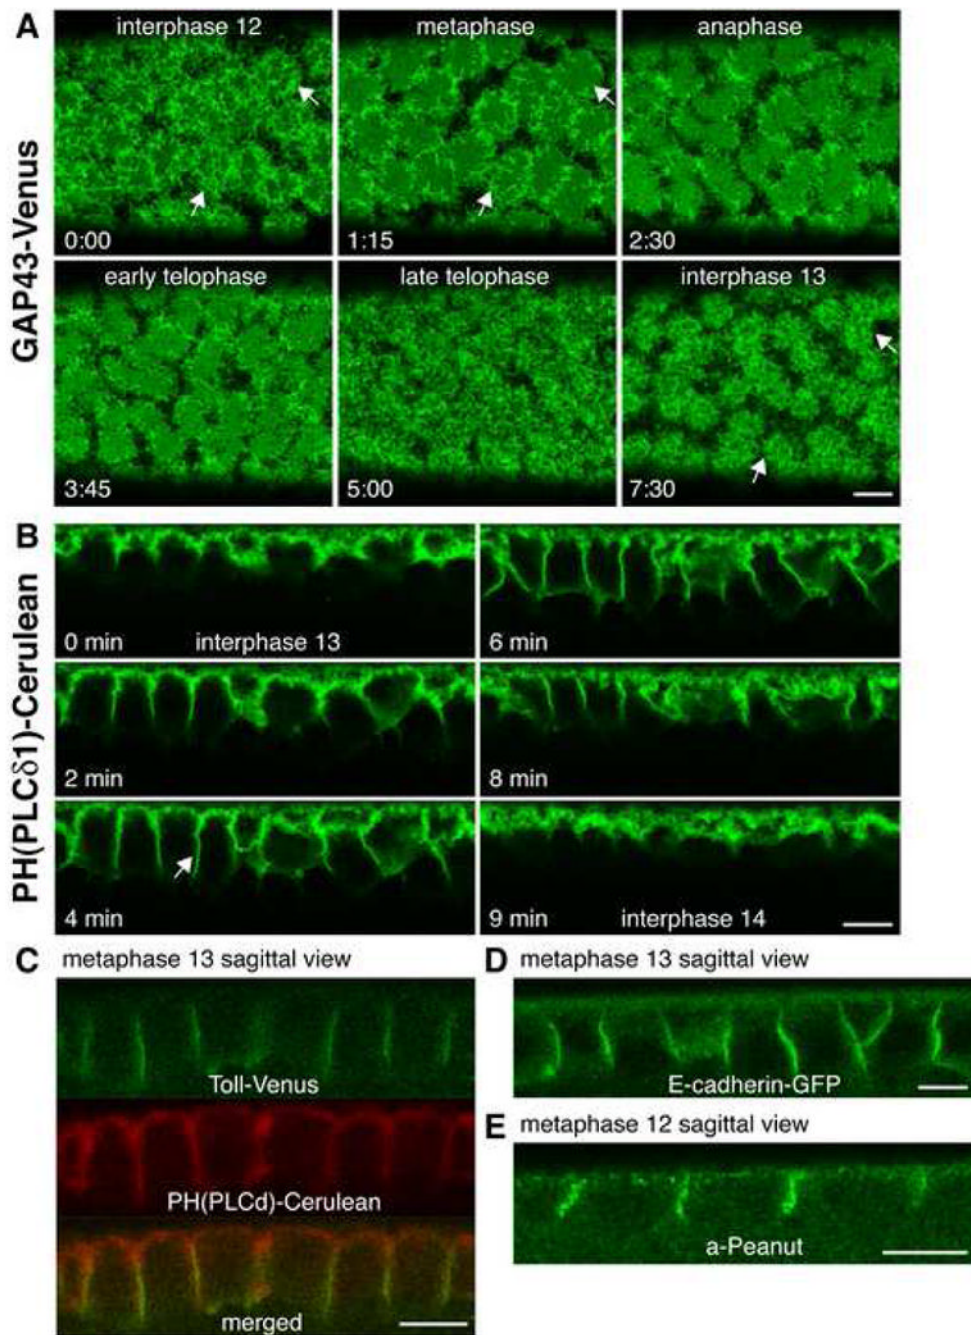 A
interphase 12
metaphase
anaphase
GAP43-Venus
0:00
1:15
2:30
early telophase
late telophase
interphase 13
3:45
5:00
7:30
B
PH(PLCδ1)-Cerulean
0 min
interphase 13
6 min
2 min
8 min
4 min
9 min
interphase 14
C metaphase 13 sagittal view
Toll-Venus
PH(PLCd)-Cerulean
merged
D metaphase 13 sagittal view
E-cadherin-GFP
E metaphase 12 sagittal view
a-Peanut